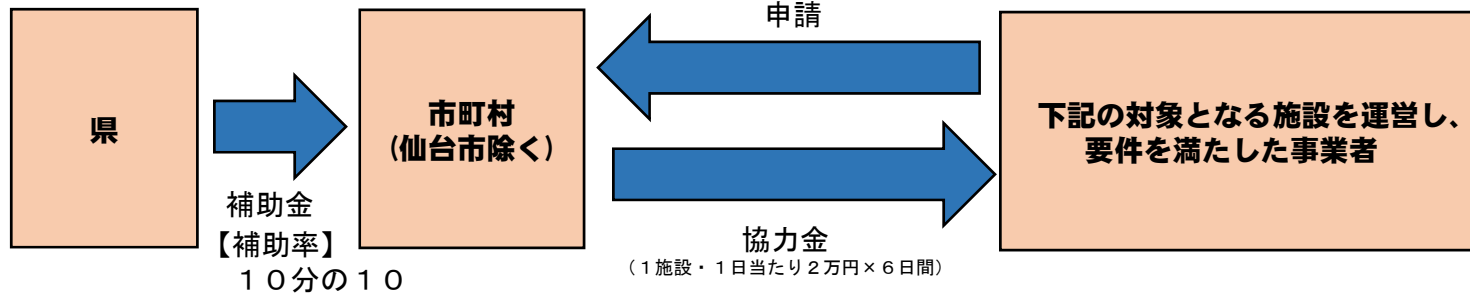 申請
県
市町村
(仙台市除く)
下記の対象となる施設を運営し、
要件を満たした事業者
補助金
【補助率】
１０分の１０
協力金
（１施設・１日当たり２万円×６日間）